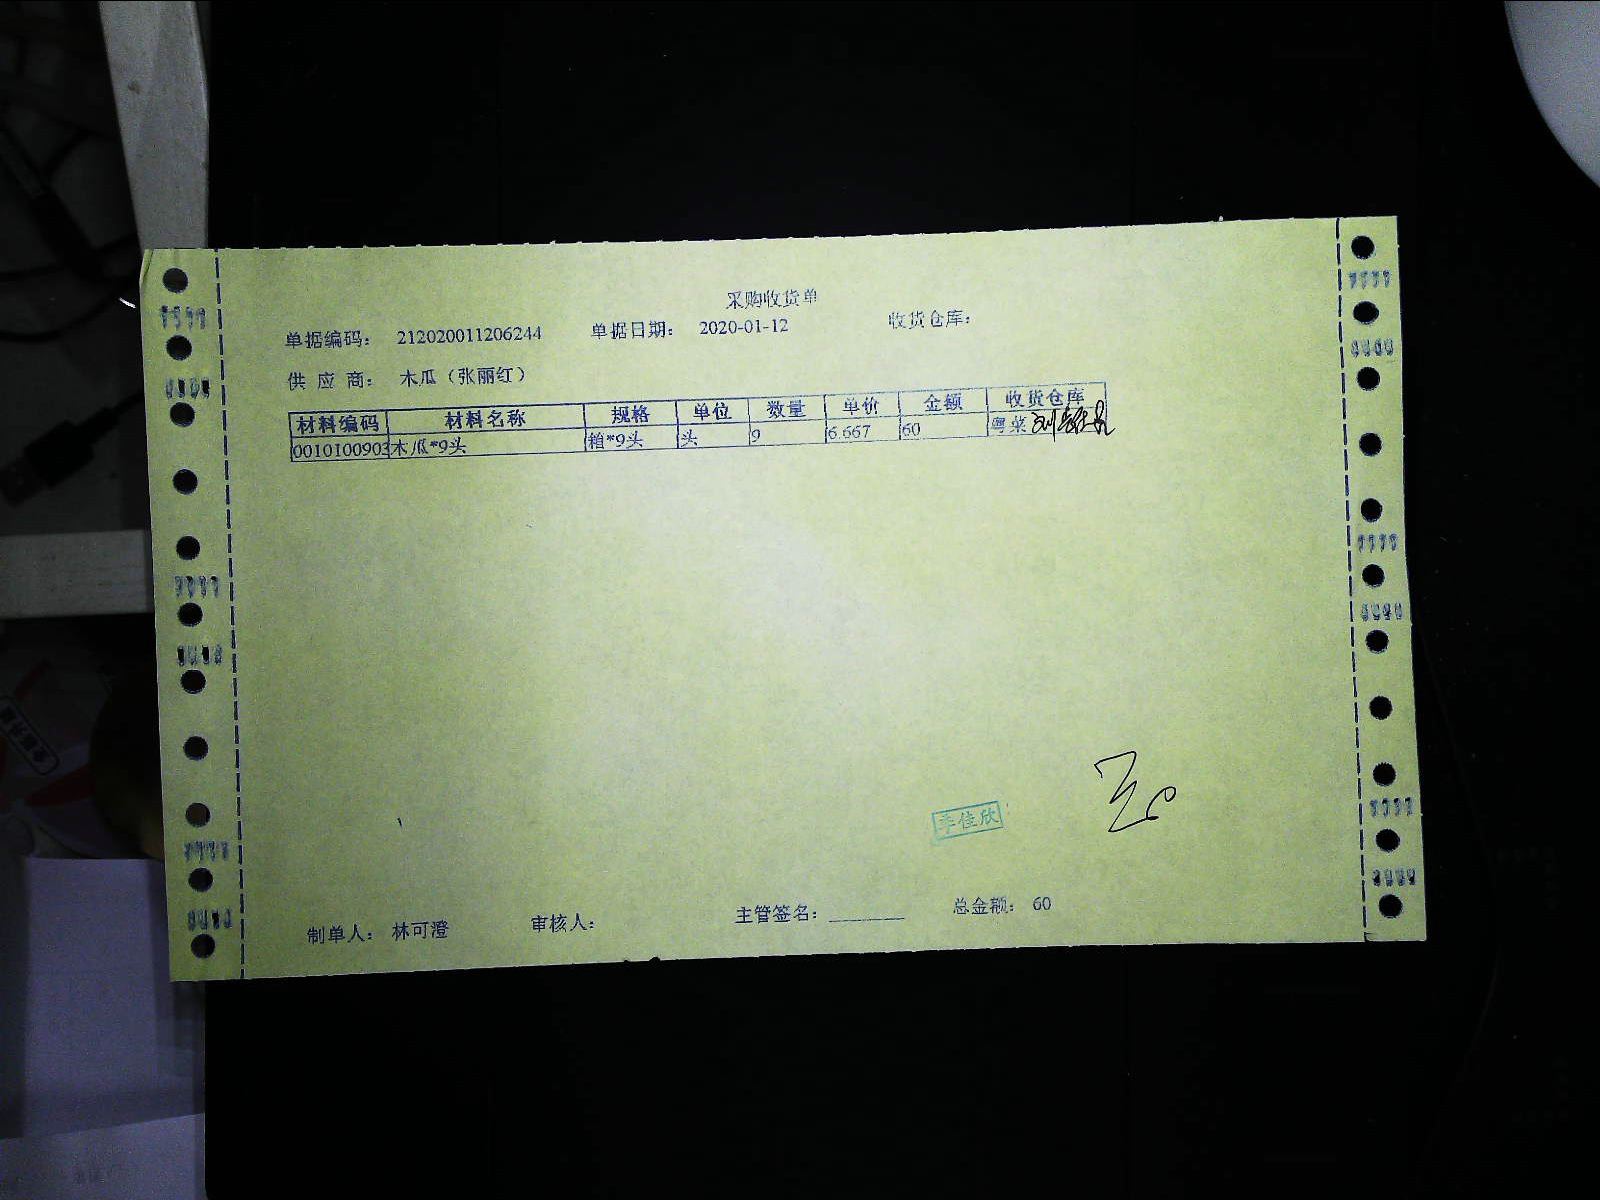 采购收货单
单据编码： 212020011206244 单据日期： 2020-01-12 收货仓库：
供 应 商： 木瓜（张丽红）
材料编码 材料名称 规格 单位 数量 单价 金额 收货仓库
0010100903 木瓜*9头 箱*9头 头 9 6.667 60 粤菜
李佳欣
制单人： 林可澄 审核人： 主管签名： ________ 总金额： 60